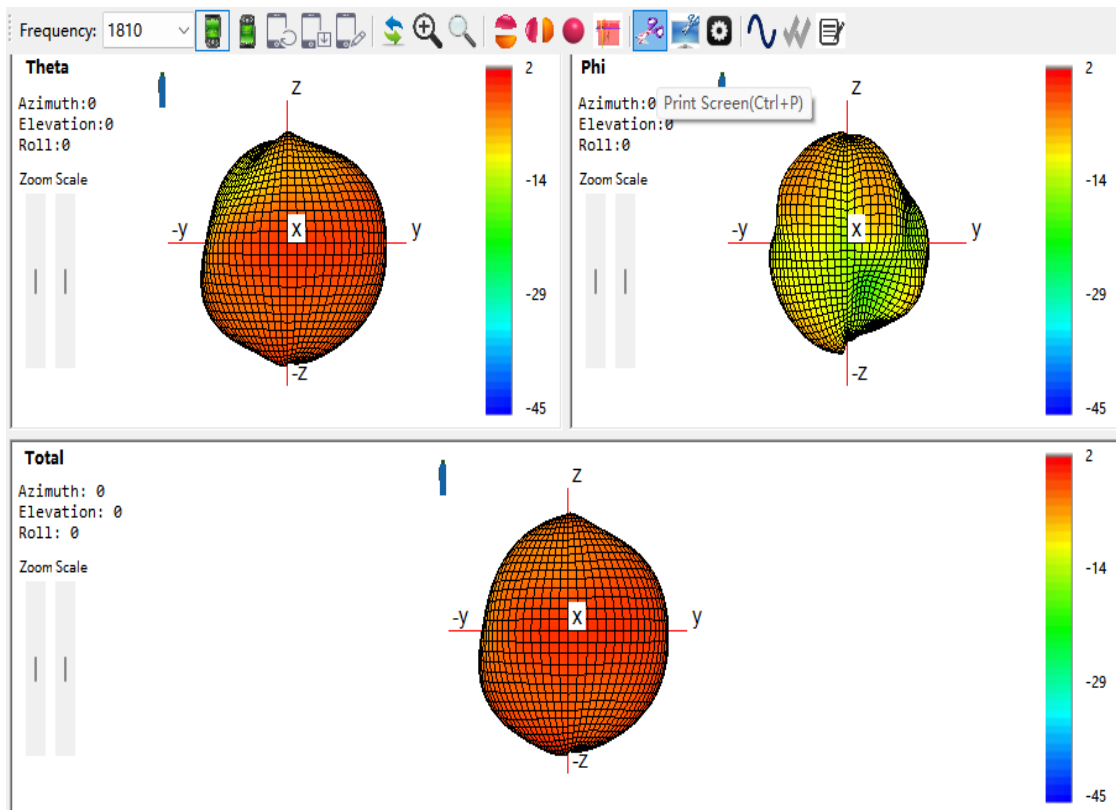 Frequency: 1810
Theta
Azimuth:0
Elevation:0
Roll:0
Zoom Scale
z
-y
x
y
-z
2
-14
-29
-45
Phi
Azimuth:0
Print Screen(Ctrl+P)
Elevation:0
Roll:0
Zoom Scale
z
-y
x
y
-z
2
-14
-29
-45
Total
Azimuth: 0
Elevation: 0
Roll: 0
Zoom Scale
z
-y
x
y
-z
2
-14
-29
-45